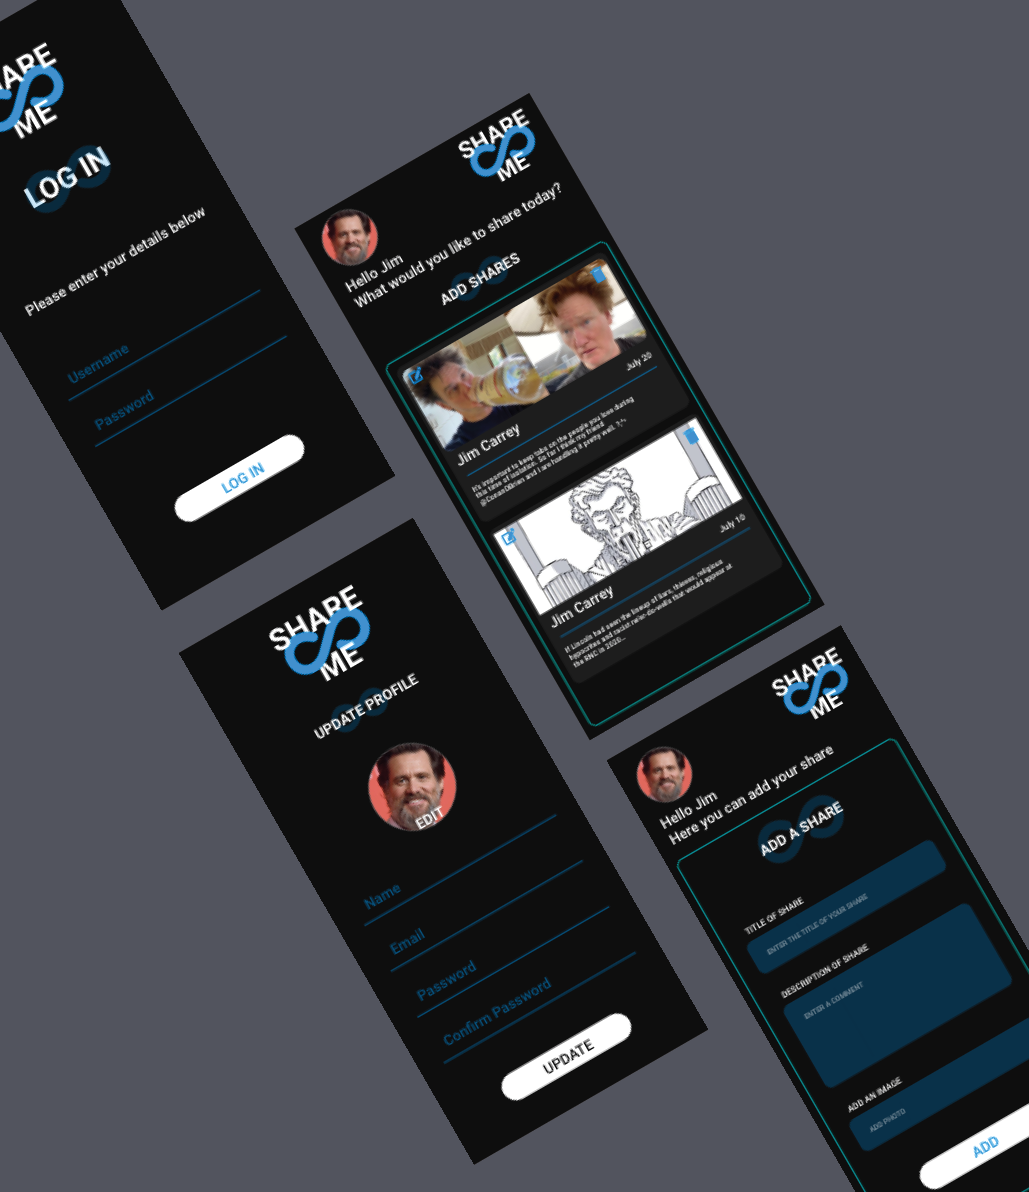 ARE
ME
LOG IN
Please enter your details below
Username
Password
LOG IN
SHARE
ME
Hello Jim
What would you like to share today?
ADD SHARES
July 20
Jim Carrey
It's important to keep tabs on the people you love during
this time of isolation. So far I think my friend
@ConanOBrien and I are handling it pretty well. ?;^-
July 10
Jim Carrey
If Lincoln had seen the lineup of liars, thieves, religious
hypocrites and racist ne'er-do-wells that would appear at
the RNC in 2020...
SHARE
ME
UPDATE PROFILE
EDIT
Name
Email
Password
Confirm Password
UPDATE
SHARE
ME
Hello Jim
Here you can add your share
ADD A SHARE
TITLE OF SHARE
ENTER THE TITLE OF YOUR SHARE
DESCRIPTION OF SHARE
ENTER A COMMENT
ADD AN IMAGE
ADD PHOTO
ADD